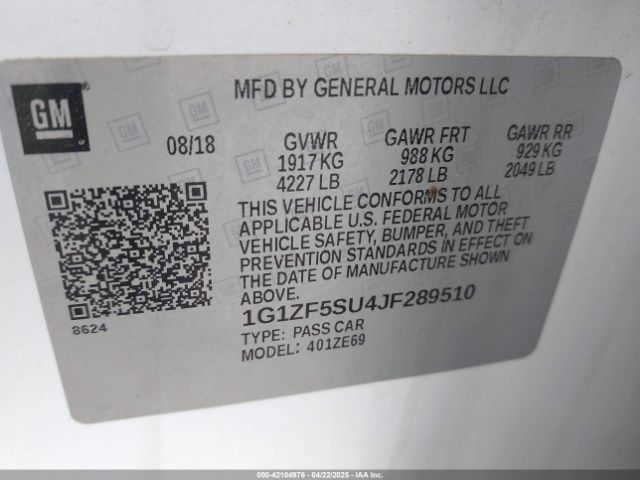 GM
MFD BY GENERAL MOTORS LLC
08/18 GVWR GAWR FRT GAWR RR
1917 KG 988 KG 929 KG
4227 LB 2178 LB 2049 LB
THIS VEHICLE CONFORMS TO ALL
APPLICABLE U.S. FEDERAL MOTOR
VEHICLE SAFETY, BUMPER, AND THEFT
PREVENTION STANDARDS IN EFFECT ON
THE DATE OF MANUFACTURE SHOWN
ABOVE.
8624
1G1ZF5SU4JF289510
TYPE: PASS CAR
MODEL: 401ZE69
000-42104976 - 04/22/2025 - IAA Inc.